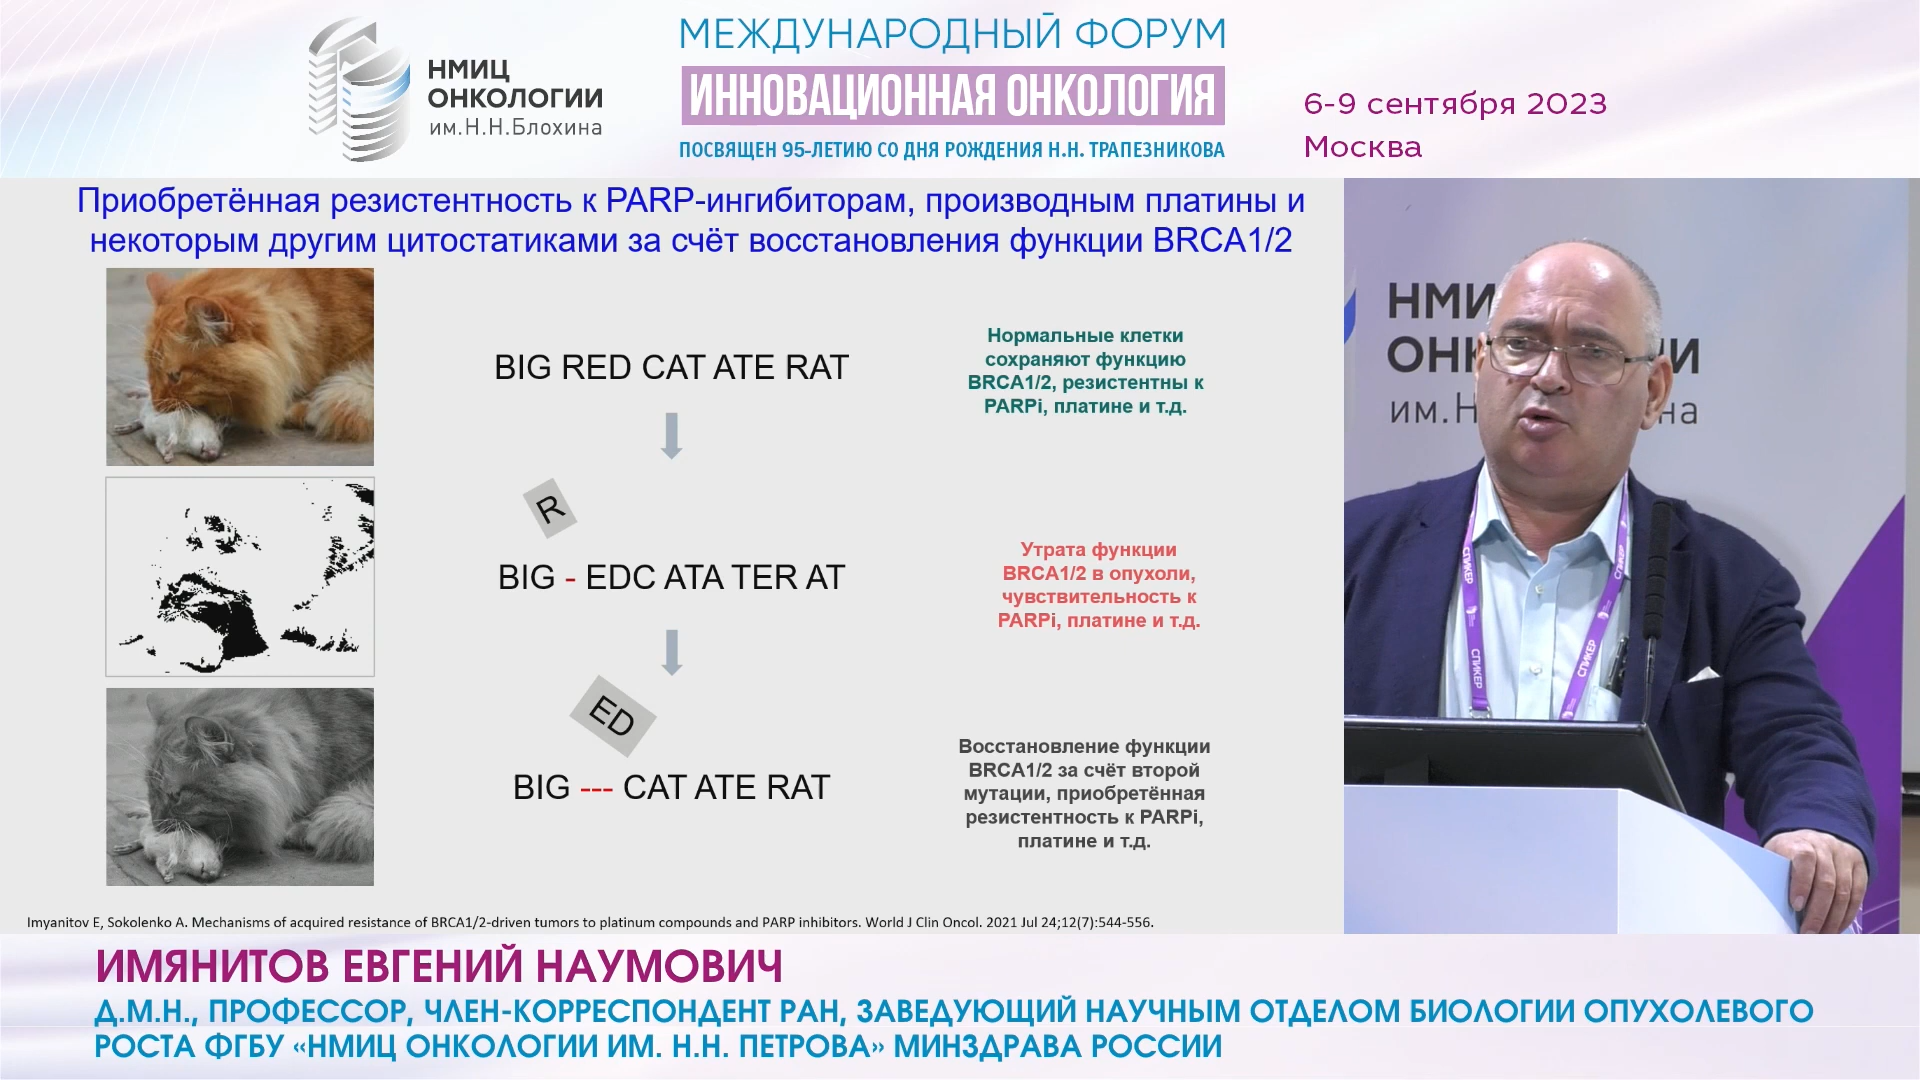 НМИЦ
ОНКОЛОГИИ
им.Н.Н.Блохина
МЕЖДУНАРОДНЫЙ ФОРУМ
ИННОВАЦИОННАЯ ОНКОЛОГИЯ
ПОСВЯЩЕН 95-ЛЕТИЮ СО ДНЯ РОЖДЕНИЯ Н.Н. ТРАПЕЗНИКОВА
6-9 сентября 2023
Москва
Приобретённая резистентность к PARP-ингибиторам, производным платины и
некоторым другим цитостатиками за счёт восстановления функции BRCA1/2
BIG RED CAT ATE RAT
Нормальные клетки
сохраняют функцию
BRCA1/2, резистентны к
PARPi, платине и т.д.
R
BIG - EDC ATA TER AT
Утрата функции
BRCA1/2 в опухоли,
чувствительность к
PARPi, платине и т.д.
ED
BIG --- CAT ATE RAT
Восстановление функции
BRCA1/2 за счёт второй
мутации, приобретённая
резистентность к PARPi,
платине и т.д.
Imyanitov E, Sokolenko A. Mechanisms of acquired resistance of BRCA1/2-driven tumors to platinum compounds and PARP inhibitors. World J Clin Oncol. 2021 Jul 24;12(7):544-556.
НМИ
ОНК ИИ
им.Н на
СПИКЕР
СПИКЕР
СПИКЕР
СПИКЕР
ИМЯНИТОВ ЕВГЕНИЙ НАУМОВИЧ
Д.М.Н., ПРОФЕССОР, ЧЛЕН-КОРРЕСПОНДЕНТ РАН, ЗАВЕДУЮЩИЙ НАУЧНЫМ ОТДЕЛОМ БИОЛОГИИ ОПУХОЛЕВОГО
РОСТА ФГБУ «НМИЦ ОНКОЛОГИИ ИМ. Н.Н. ПЕТРОВА» МИНЗДРАВА РОССИИ